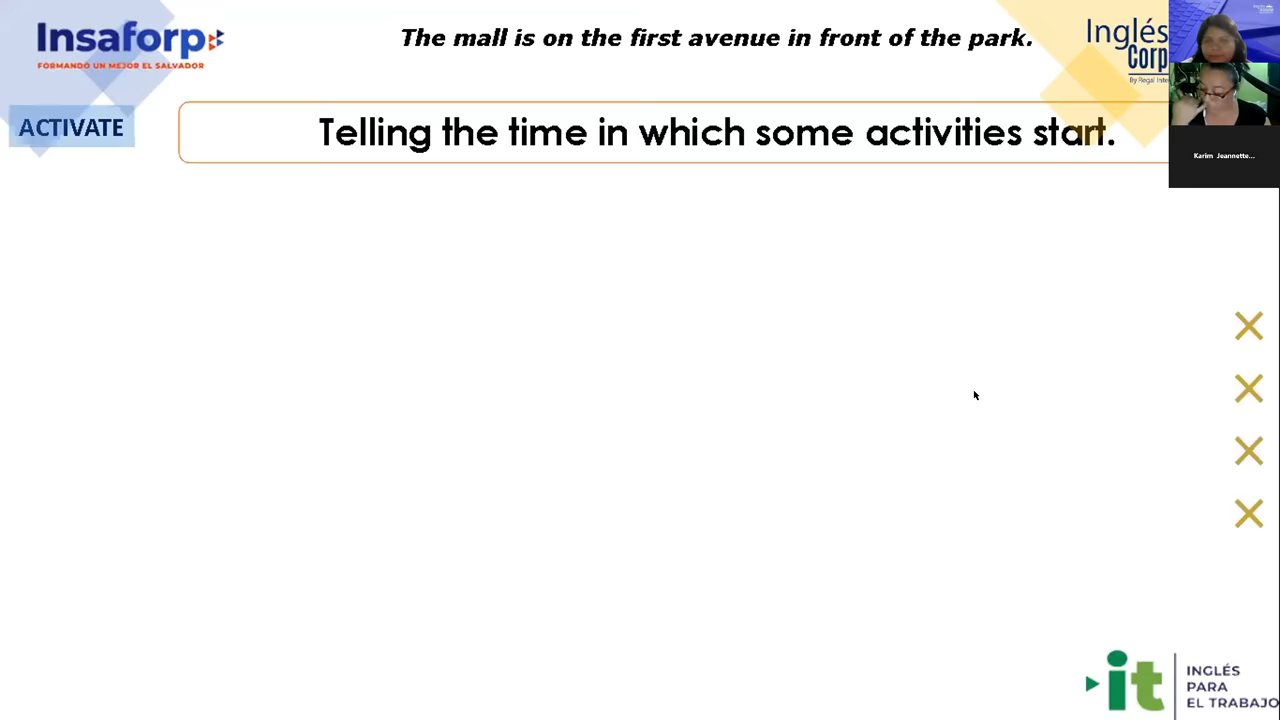 Insaforp
FORMANDO UN MEJOR EL SALVADOR
The mall is on the first avenue in front of the park.
Inglés
Corp
ACTIVATE
Telling the time in which some activities start.
Karim Jeannette...
it
INGLÉS
PARA
EL TRABAJO